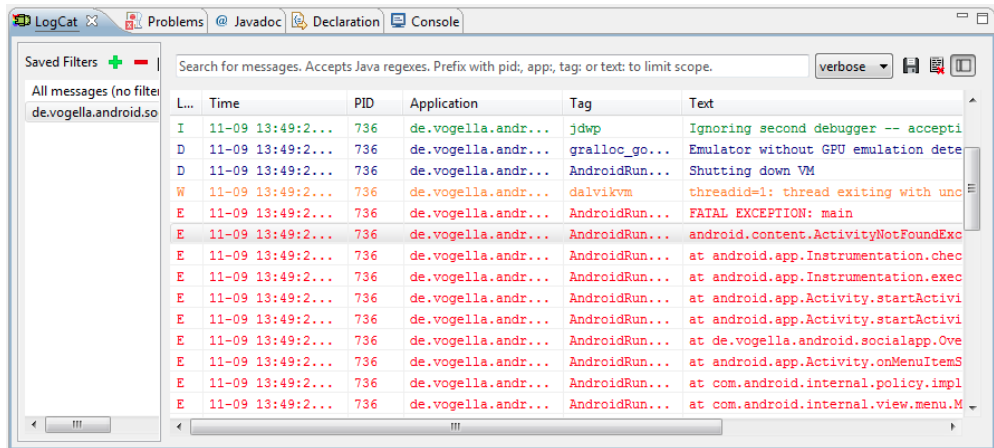 LogCat Problems @ Javadoc Declaration Console
Saved Filters
Search for messages. Accepts Java regexes. Prefix with pid:, app:, tag: or text: to limit scope.
verbose
All messages (no filte
de.vogella.android.so
L... Time PID Application Tag Text
I 11-09 13:49:2... 736 de.vogella.andr... jdwp Ignoring second debugger -- accepti
D 11-09 13:49:2... 736 de.vogella.andr... gralloc_go... Emulator without GPU emulation dete
D 11-09 13:49:2... 736 de.vogella.andr... AndroidRun... Shutting down VM
W 11-09 13:49:2... 736 de.vogella.andr... dalvikvm threadid=1: thread exiting with unc
E 11-09 13:49:2... 736 de.vogella.andr... AndroidRun... FATAL EXCEPTION: main
E 11-09 13:49:2... 736 de.vogella.andr... AndroidRun... android.content.ActivityNotFoundExc
E 11-09 13:49:2... 736 de.vogella.andr... AndroidRun... at android.app.Instrumentation.chec
E 11-09 13:49:2... 736 de.vogella.andr... AndroidRun... at android.app.Instrumentation.exec
E 11-09 13:49:2... 736 de.vogella.andr... AndroidRun... at android.app.Activity.startActivi
E 11-09 13:49:2... 736 de.vogella.andr... AndroidRun... at android.app.Activity.startActivi
E 11-09 13:49:2... 736 de.vogella.andr... AndroidRun... at de.vogella.android.socialapp.Ove
E 11-09 13:49:2... 736 de.vogella.andr... AndroidRun... at android.app.Activity.onMenuItemS
E 11-09 13:49:2... 736 de.vogella.andr... AndroidRun... at com.android.internal.policy.impl
E 11-09 13:49:2... 736 de.vogella.andr... AndroidRun... at com.android.internal.view.menu.M